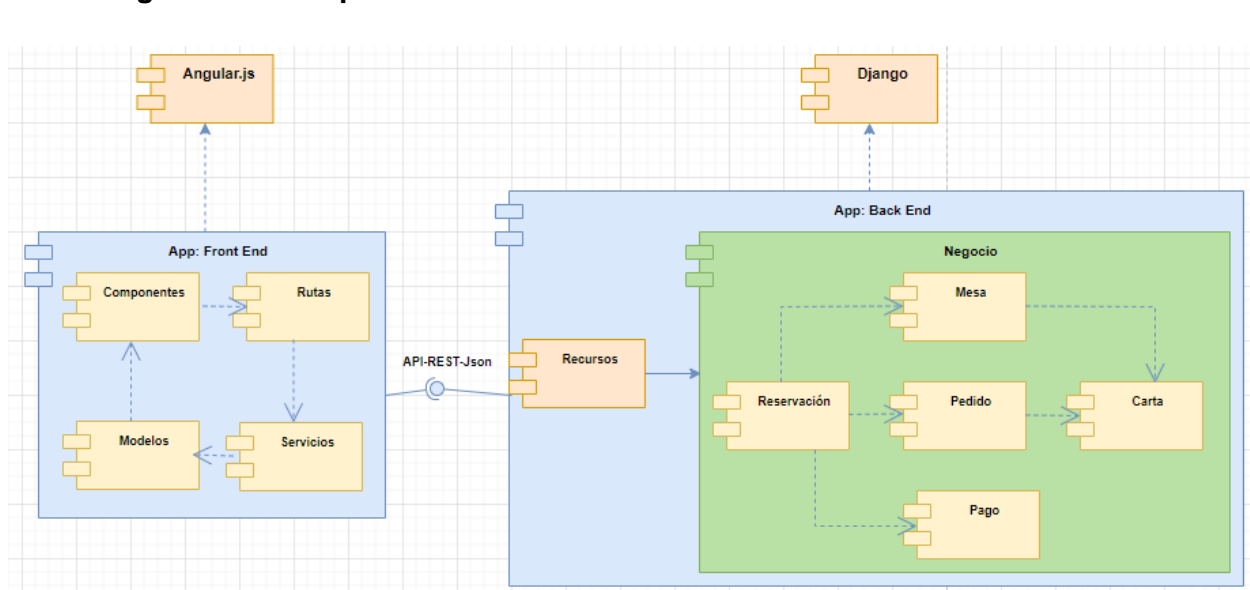 Angular.js
Django
App: Back End
App: Front End
Negocio
Componentes
Rutas
Mesa
API-REST-Json
Recursos
Reservación
Pedido
Carta
Modelos
Servicios
Pago